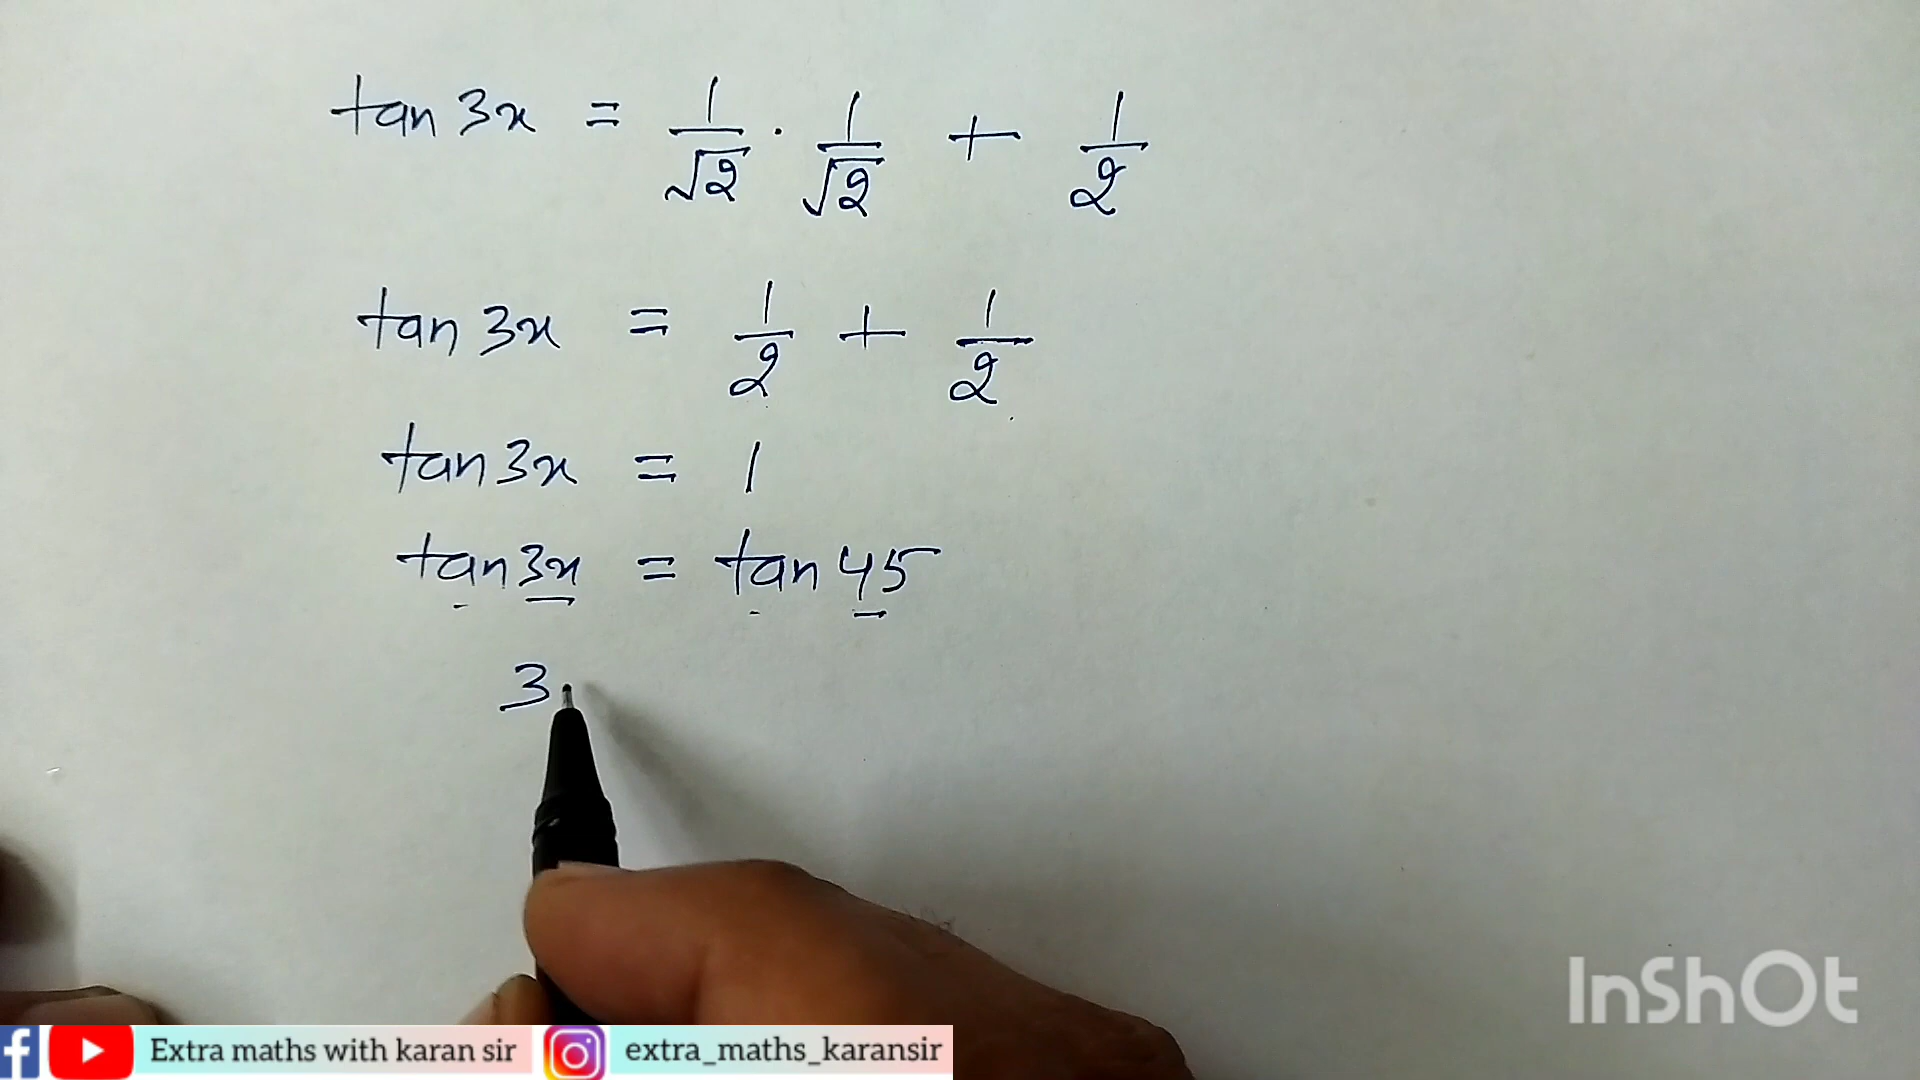 tan 3x = 1/√2 · 1/√2 + 1/2
tan 3x = 1/2 + 1/2
tan 3x = 1
tan 3x = tan 45
3
InShOt
Extra maths with karan sir extra_maths_karansir